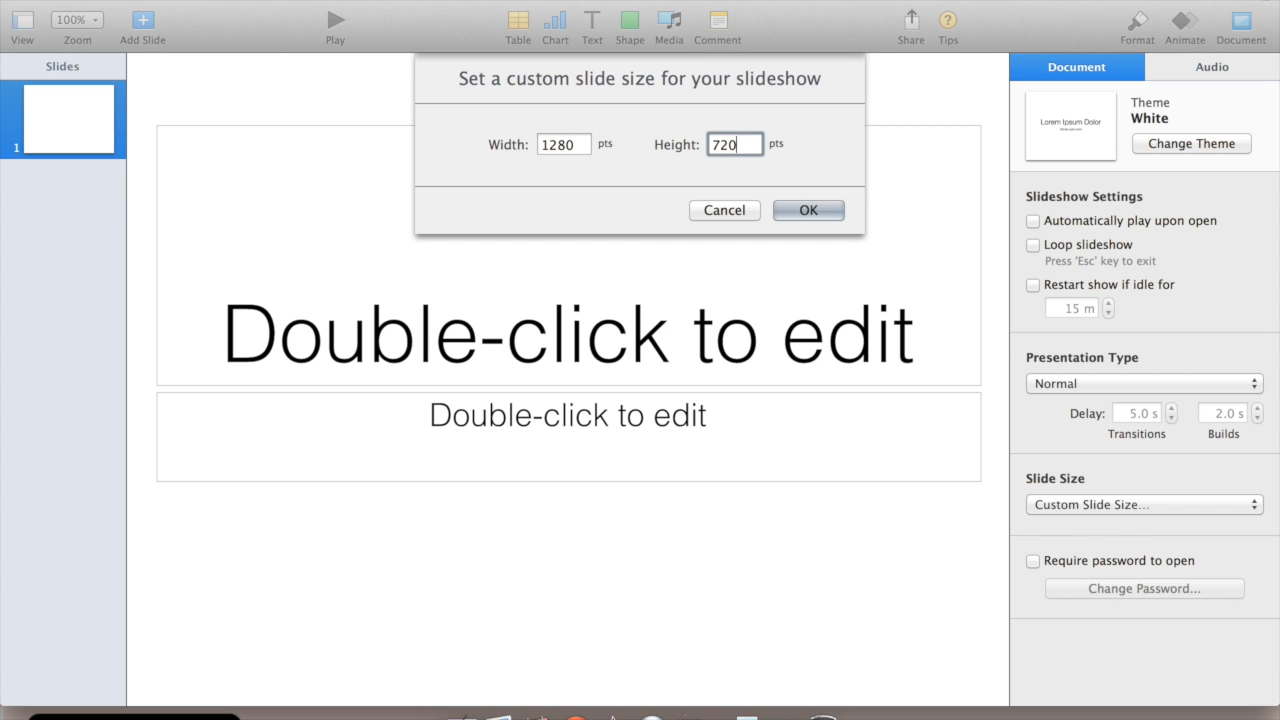 100%
View Zoom Add Slide Play Table Chart Text Shape Media Comment Share Tips Format Animate Document
Slides
1
Set a custom slide size for your slideshow
Width: 1280 pts Height: 720 pts
Cancel OK
Double-click to edit
Double-click to edit
Document Audio
Lorem Ipsum Dolor
Theme
White
Change Theme
Slideshow Settings
Automatically play upon open
Loop slideshow
Press 'Esc' key to exit
Restart show if idle for
15 m
Presentation Type
Normal
Delay: 5.0 s 2.0 s
Transitions Builds
Slide Size
Custom Slide Size...
Require password to open
Change Password...